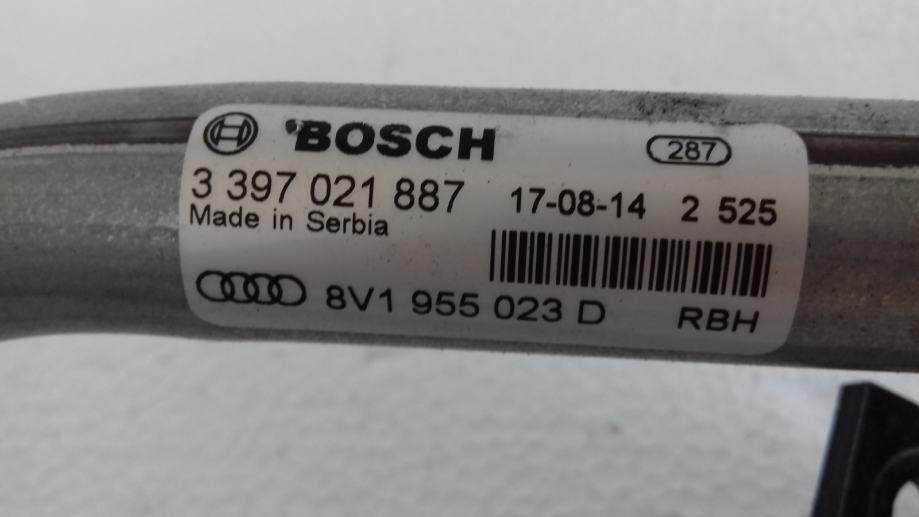 BOSCH 287
3 397 021 887 17-08-14 2 525
Made in Serbia
8V1 955 023 D RBH